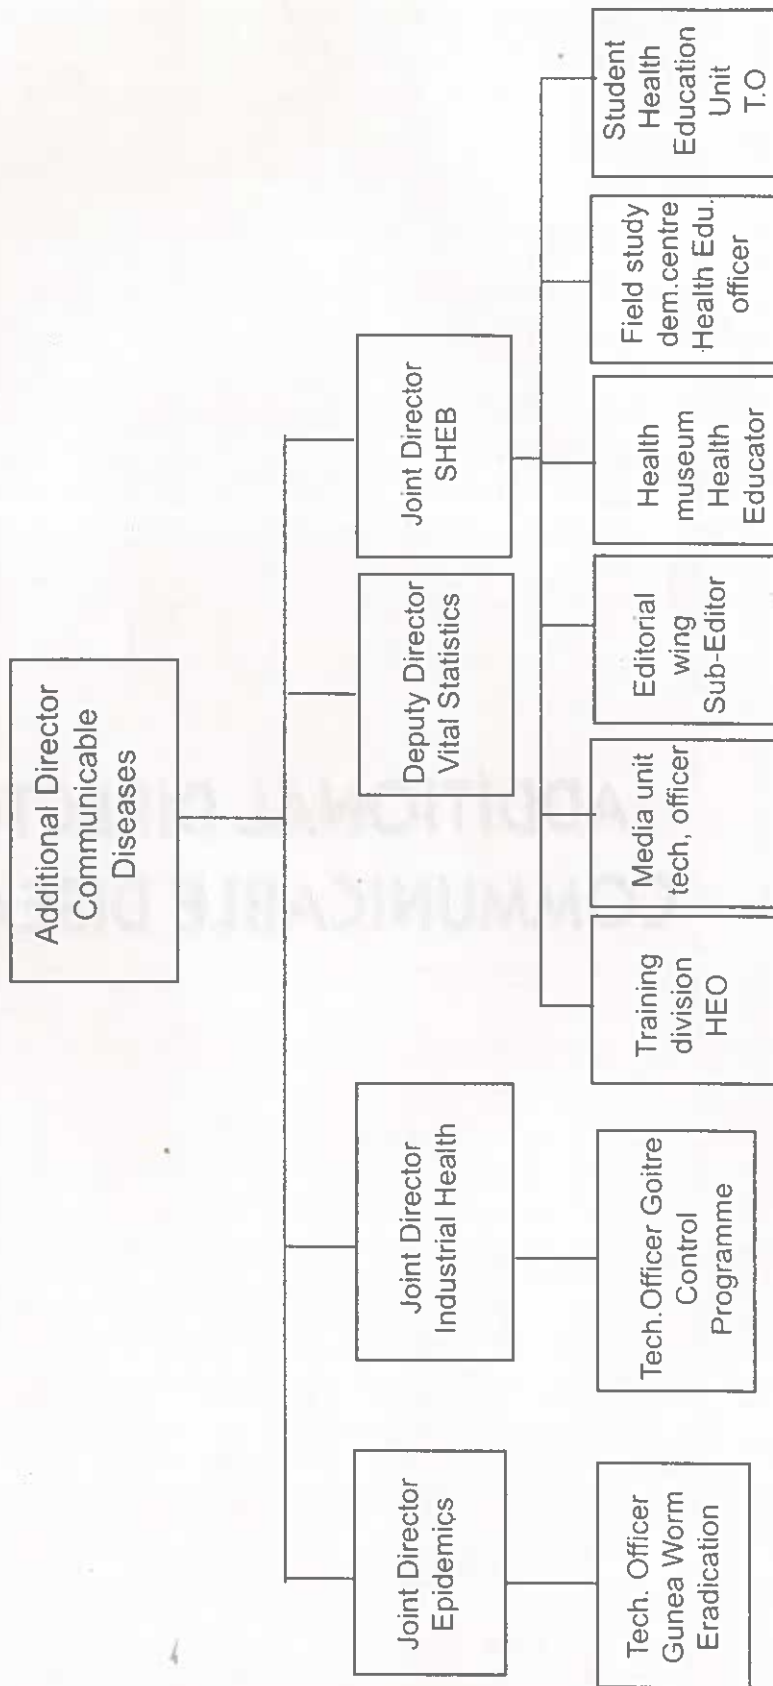 Additional Director
Communicable
Diseases
Joint Director
Epidemics
Joint Director
Industrial Health
Deputy Director
Vital Statistics
Joint Director
SHEB
Tech. Officer
Gunea Worm
Eradication
Tech.Officer Goitre
Control
Programme
Training
division
HEO
Media unit
tech, officer
Editorial
wing
Sub-Editor
Health
museum
Health
Educator
Field study
dem.centre
Health Edu.
officer
Student
Health
Education
Unit
T.O